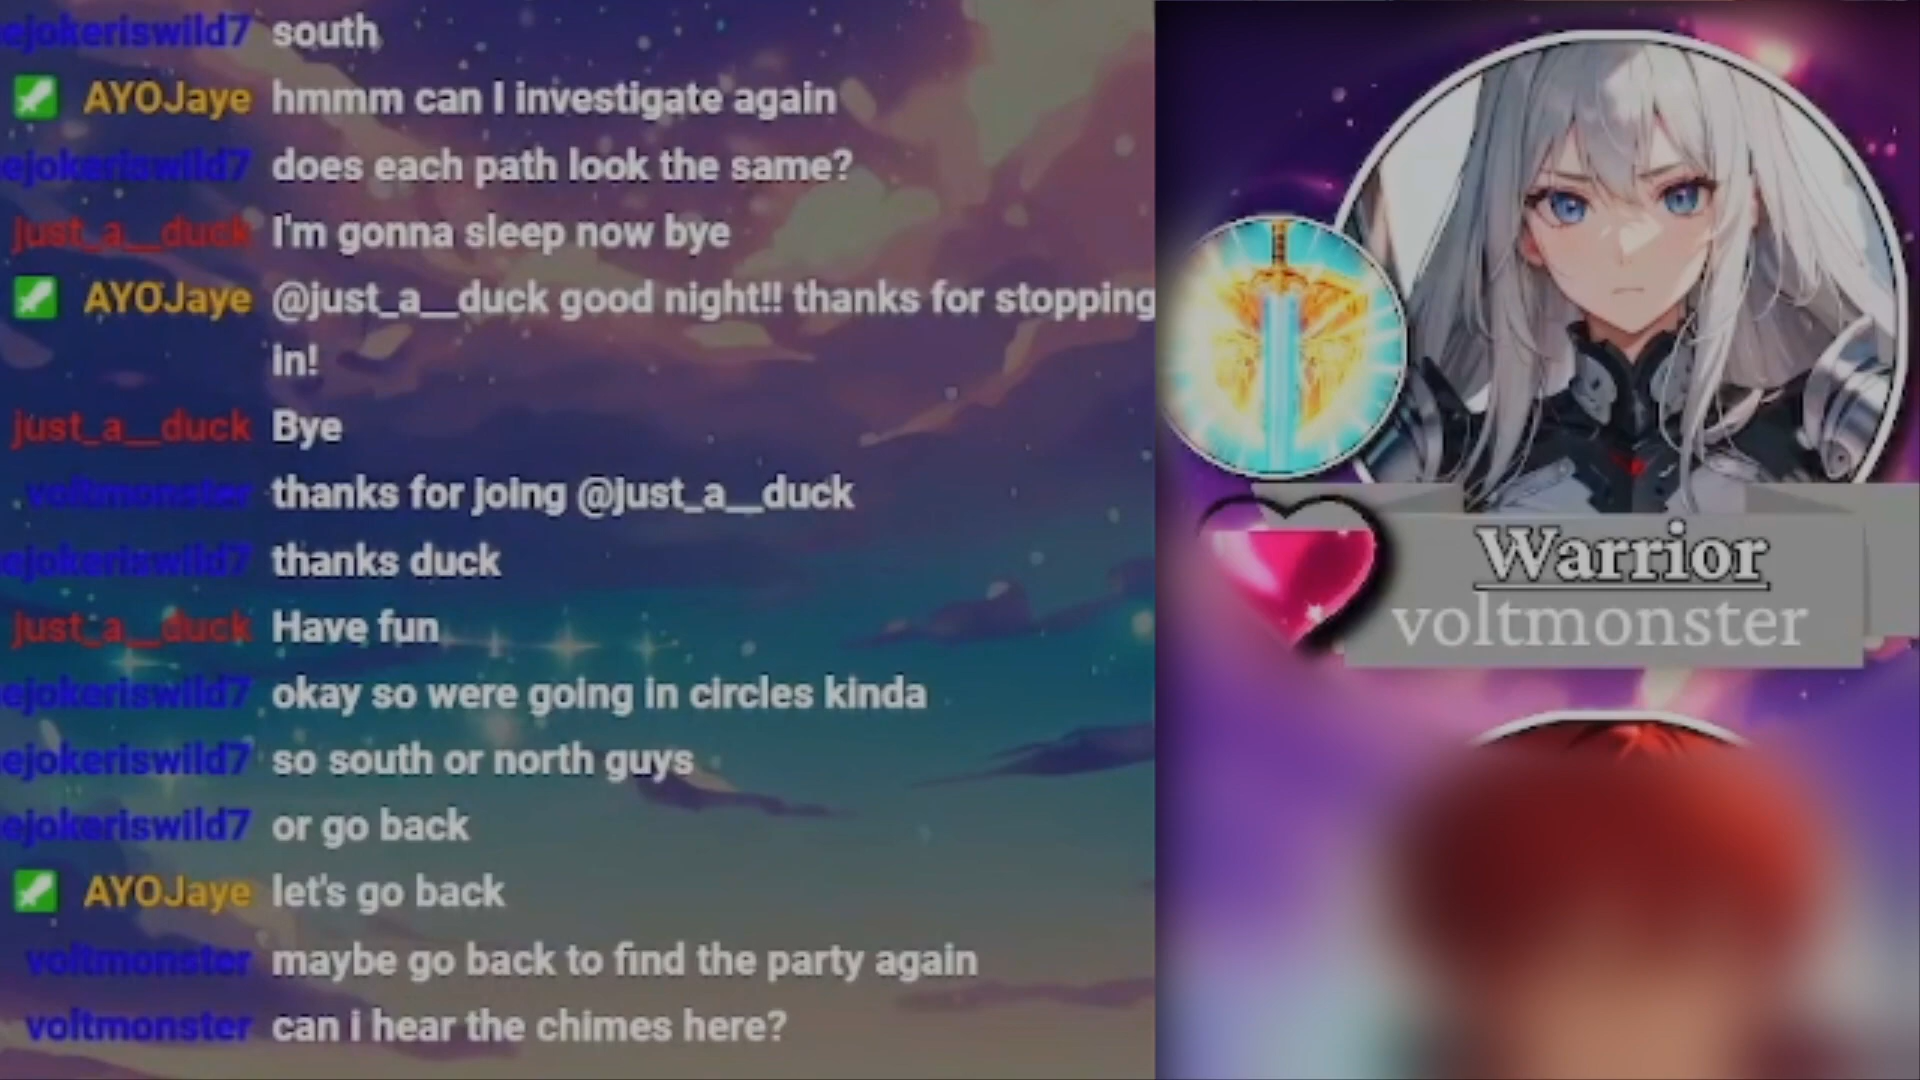 ejokeriswild7 south
AYOJaye hmmm can I investigate again
ejokeriswild7 does each path look the same?
just_a__duck I'm gonna sleep now bye
AYOJaye @just_a__duck good night!! thanks for stopping
in!
just_a__duck Bye
voltmonster thanks for joing @just_a__duck
ejokeriswild7 thanks duck
just_a__duck Have fun
ejokeriswild7 okay so were going in circles kinda
ejokeriswild7 so south or north guys
ejokeriswild7 or go back
AYOJaye let's go back
voltmonster maybe go back to find the party again
voltmonster can i hear the chimes here?
Warrior
voltmonster